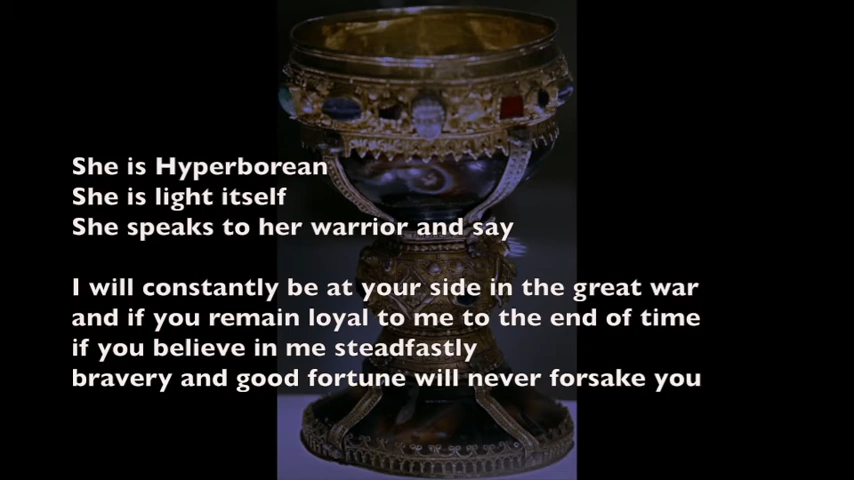 She is Hyperborean
She is light itself
She speaks to her warrior and say
I will constantly be at your side in the great war
and if you remain loyal to me to the end of time
if you believe in me steadfastly
bravery and good fortune will never forsake you